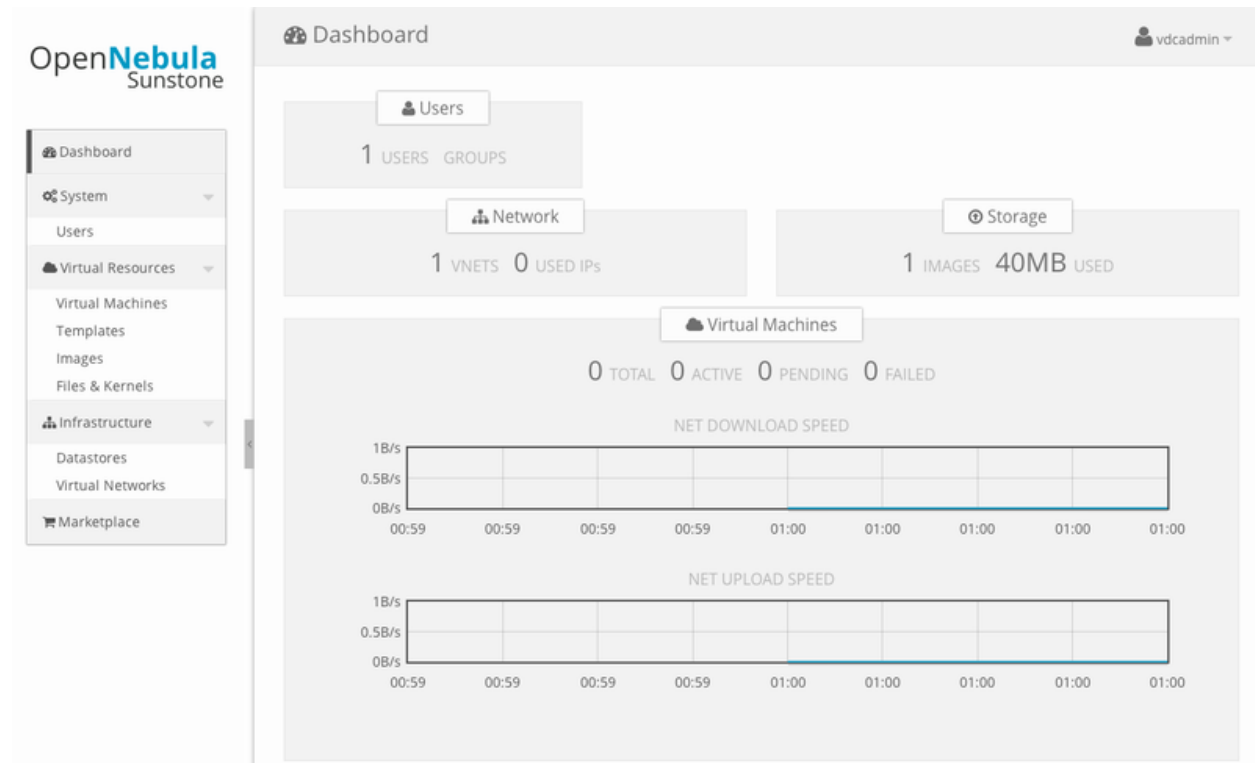 OpenNebula
Sunstone
Dashboard
System
Users
Virtual Resources
Virtual Machines
Templates
Images
Files & Kernels
Infrastructure
Datastores
Virtual Networks
Marketplace
Dashboard
vdcadmin
Users
1 USERS GROUPS
Network
1 VNETS 0 USED IPs
Storage
1 IMAGES 40MB USED
Virtual Machines
0 TOTAL 0 ACTIVE 0 PENDING 0 FAILED
NET DOWNLOAD SPEED
1B/s
0.5B/s
0B/s
00:59 00:59 00:59 00:59 01:00 01:00 01:00 01:00 01:00
NET UPLOAD SPEED
1B/s
0.5B/s
0B/s
00:59 00:59 00:59 00:59 01:00 01:00 01:00 01:00 01:00